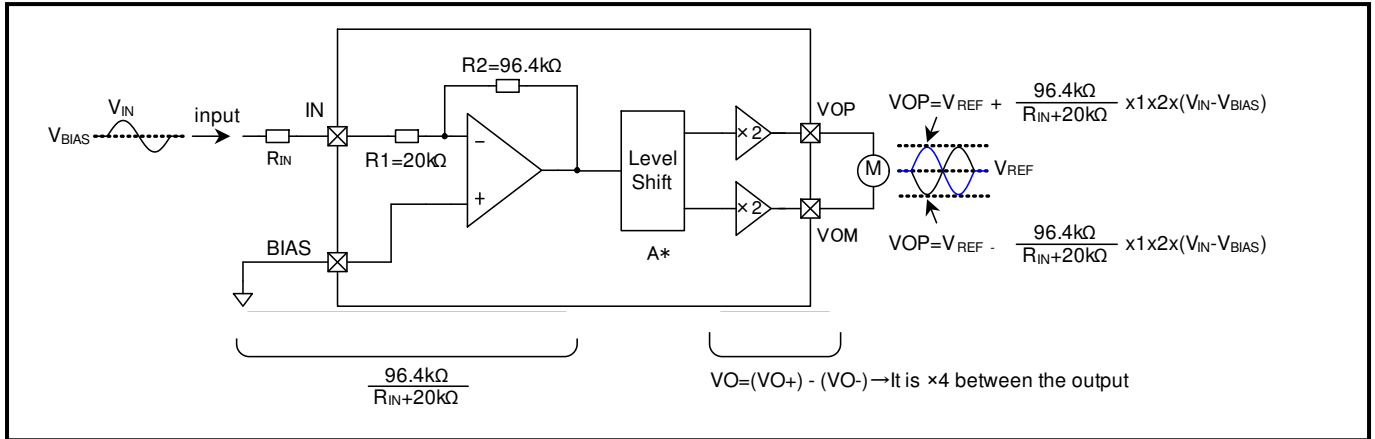 R2=96.4kΩ
VIN
input
IN
VBIAS
RIN
R1=20kΩ
−
+
BIAS
Level
Shift
A*
×2
×2
VOP
VOM
M
VOP=VREF + 96.4kΩ / RIN+20kΩ x1x2x(VIN-VBIAS)
VREF
VOP=VREF - 96.4kΩ / RIN+20kΩ x1x2x(VIN-VBIAS)
96.4kΩ
RIN+20kΩ
VO=(VO+) - (VO-)→It is ×4 between the output